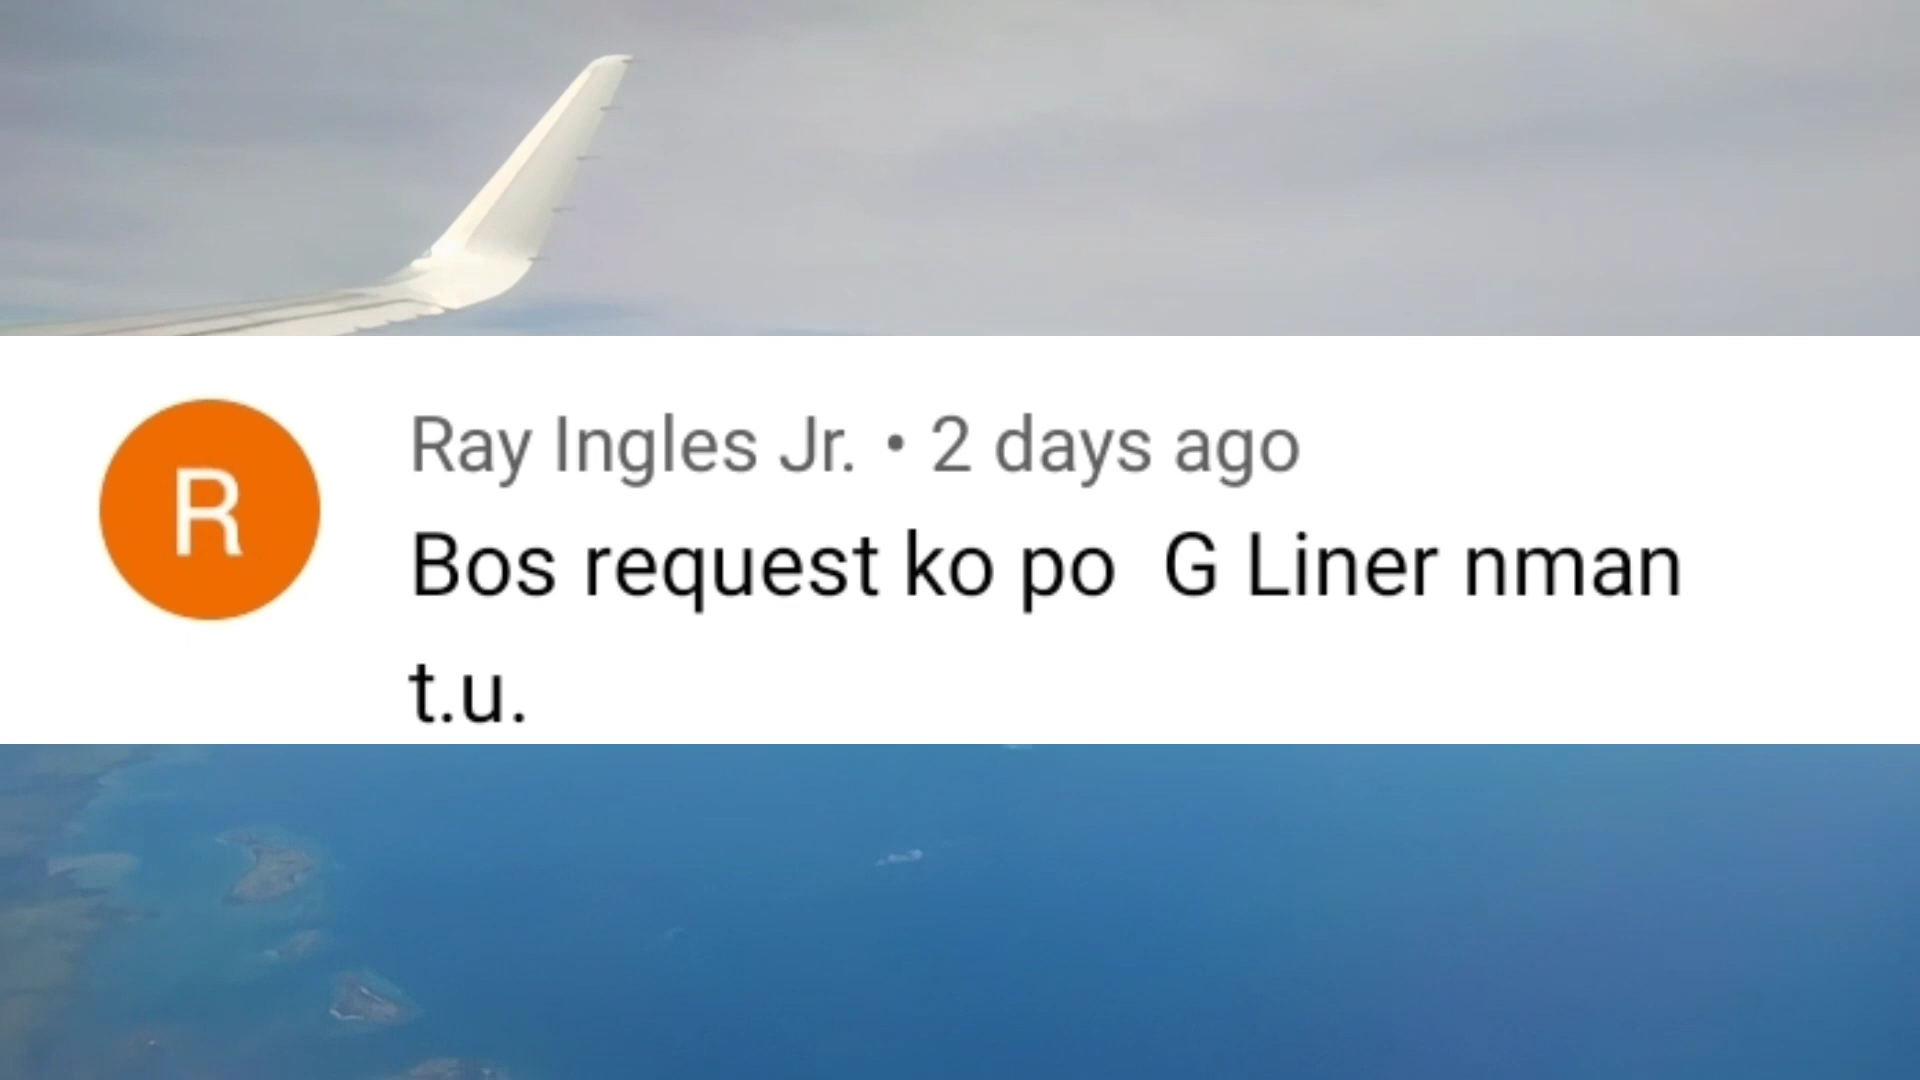 R
Ray Ingles Jr. • 2 days ago
Bos request ko po  G Liner nman
t.u.